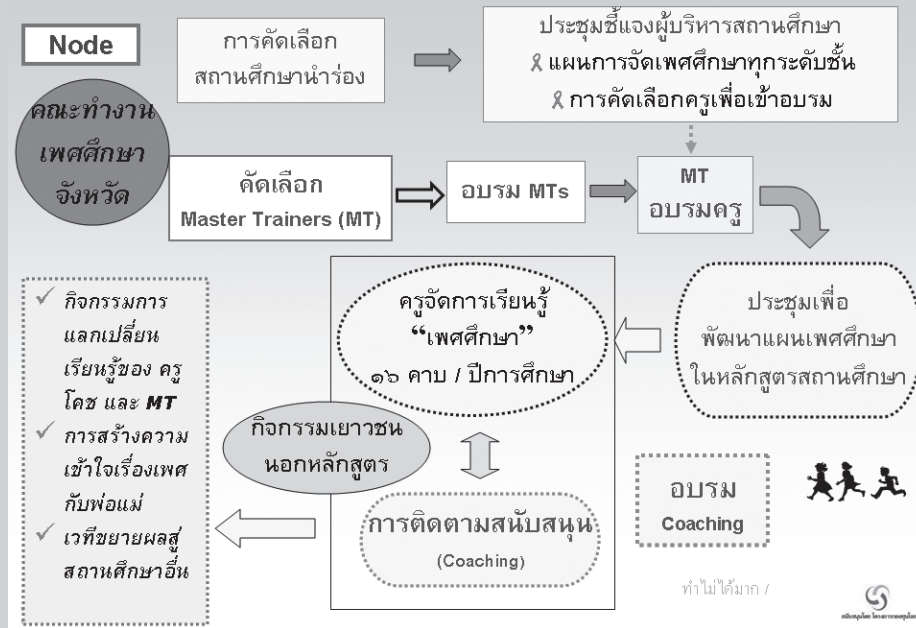 Node
การคัดเลือก
สถานศึกษานำร่อง
ประชุมชี้แจงผู้บริหารสถานศึกษา
แผนการจัดเพศศึกษาทุกระดับชั้น
การคัดเลือกครูเพื่อเข้าอบรม
คณะทำงาน
เพศศึกษา
จังหวัด
คัดเลือก
Master Trainers (MT)
อบรม MTs
MT
อบรมครู
ประชุมเพื่อ
พัฒนาแผนเพศศึกษา
ในหลักสูตรสถานศึกษา
ครูจัดการเรียนรู้
“เพศศึกษา”
๑๖ คาบ / ปีการศึกษา
กิจกรรมเยาวชน
นอกหลักสูตร
การติดตามสนับสนุน
(Coaching)
อบรม
Coaching
✓ กิจกรรมการ
แลกเปลี่ยน
เรียนรู้ของ ครู
โคช และ MT
✓ การสร้างความ
เข้าใจเรื่องเพศ
กับพ่อแม่
✓ เวทีขยายผลสู่
สถานศึกษาอื่น
ทำไม่ได้มาก /